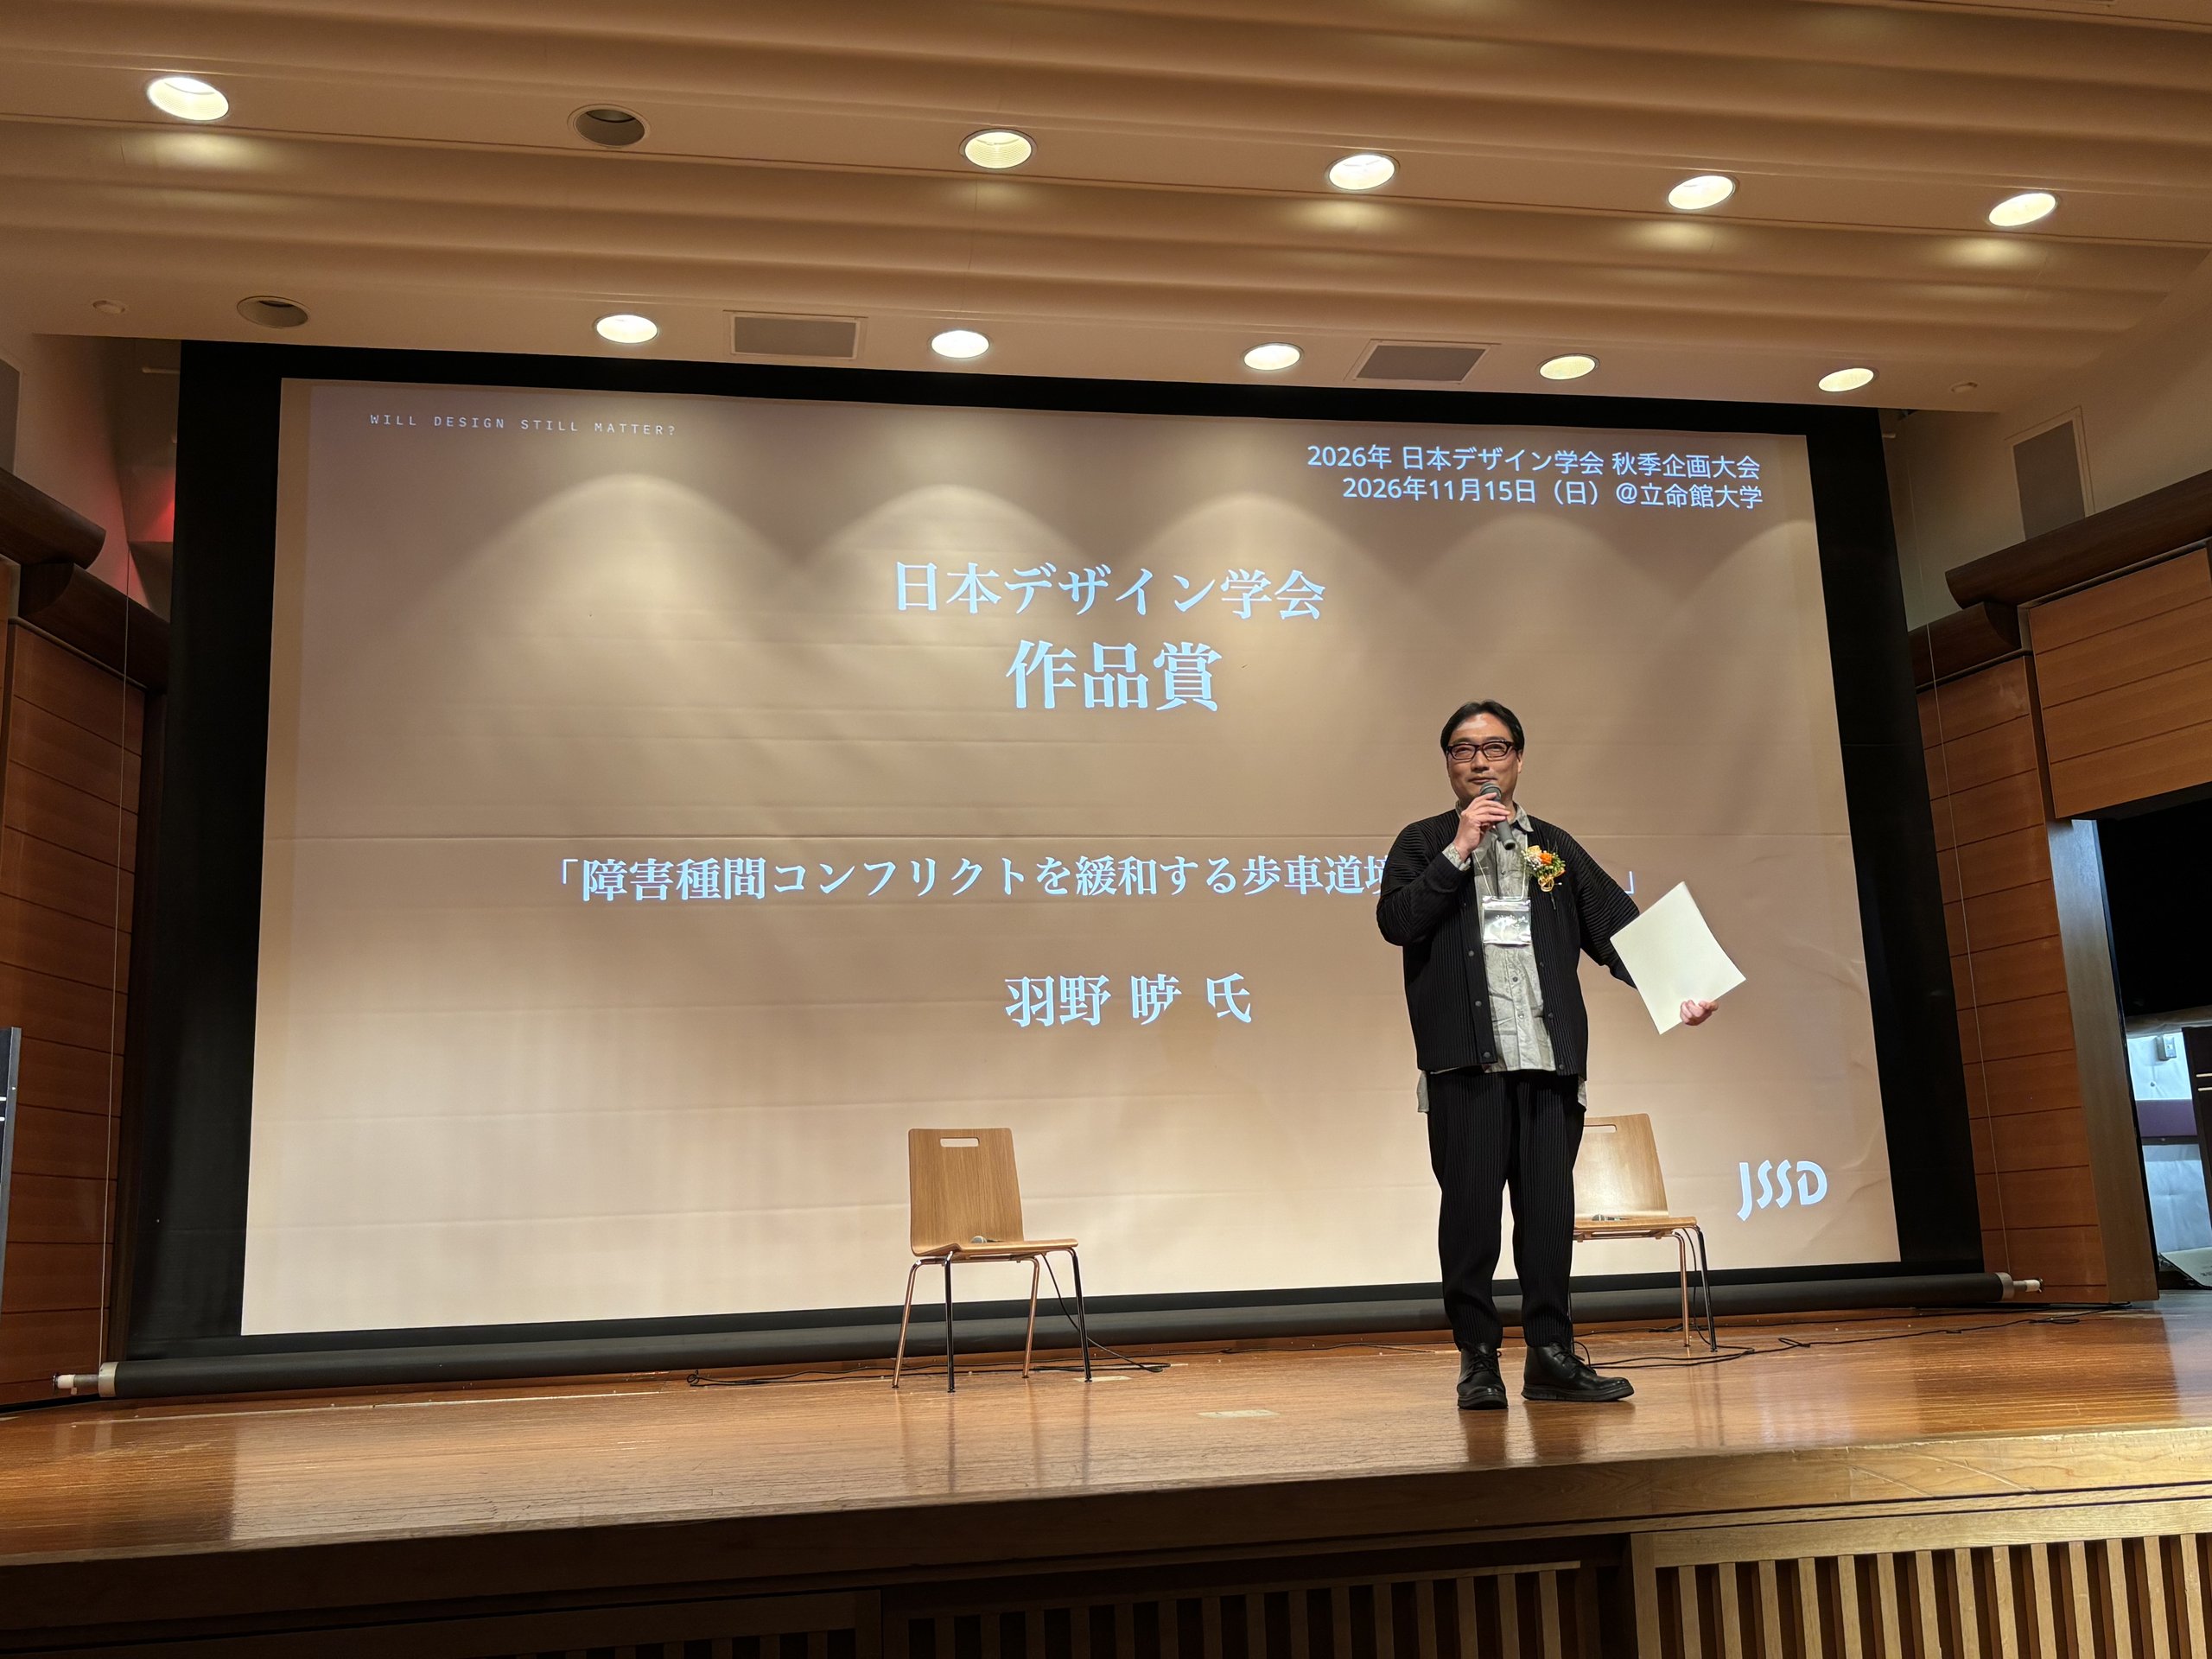 WILL DESIGN STILL MATTER?
2026年 日本デザイン学会 秋季企画大会
2026年11月15日（日）@立命館大学
日本デザイン学会
作品賞
「障害種間コンフリクトを緩和する歩車道境 」
羽野 暁 氏
JSSD